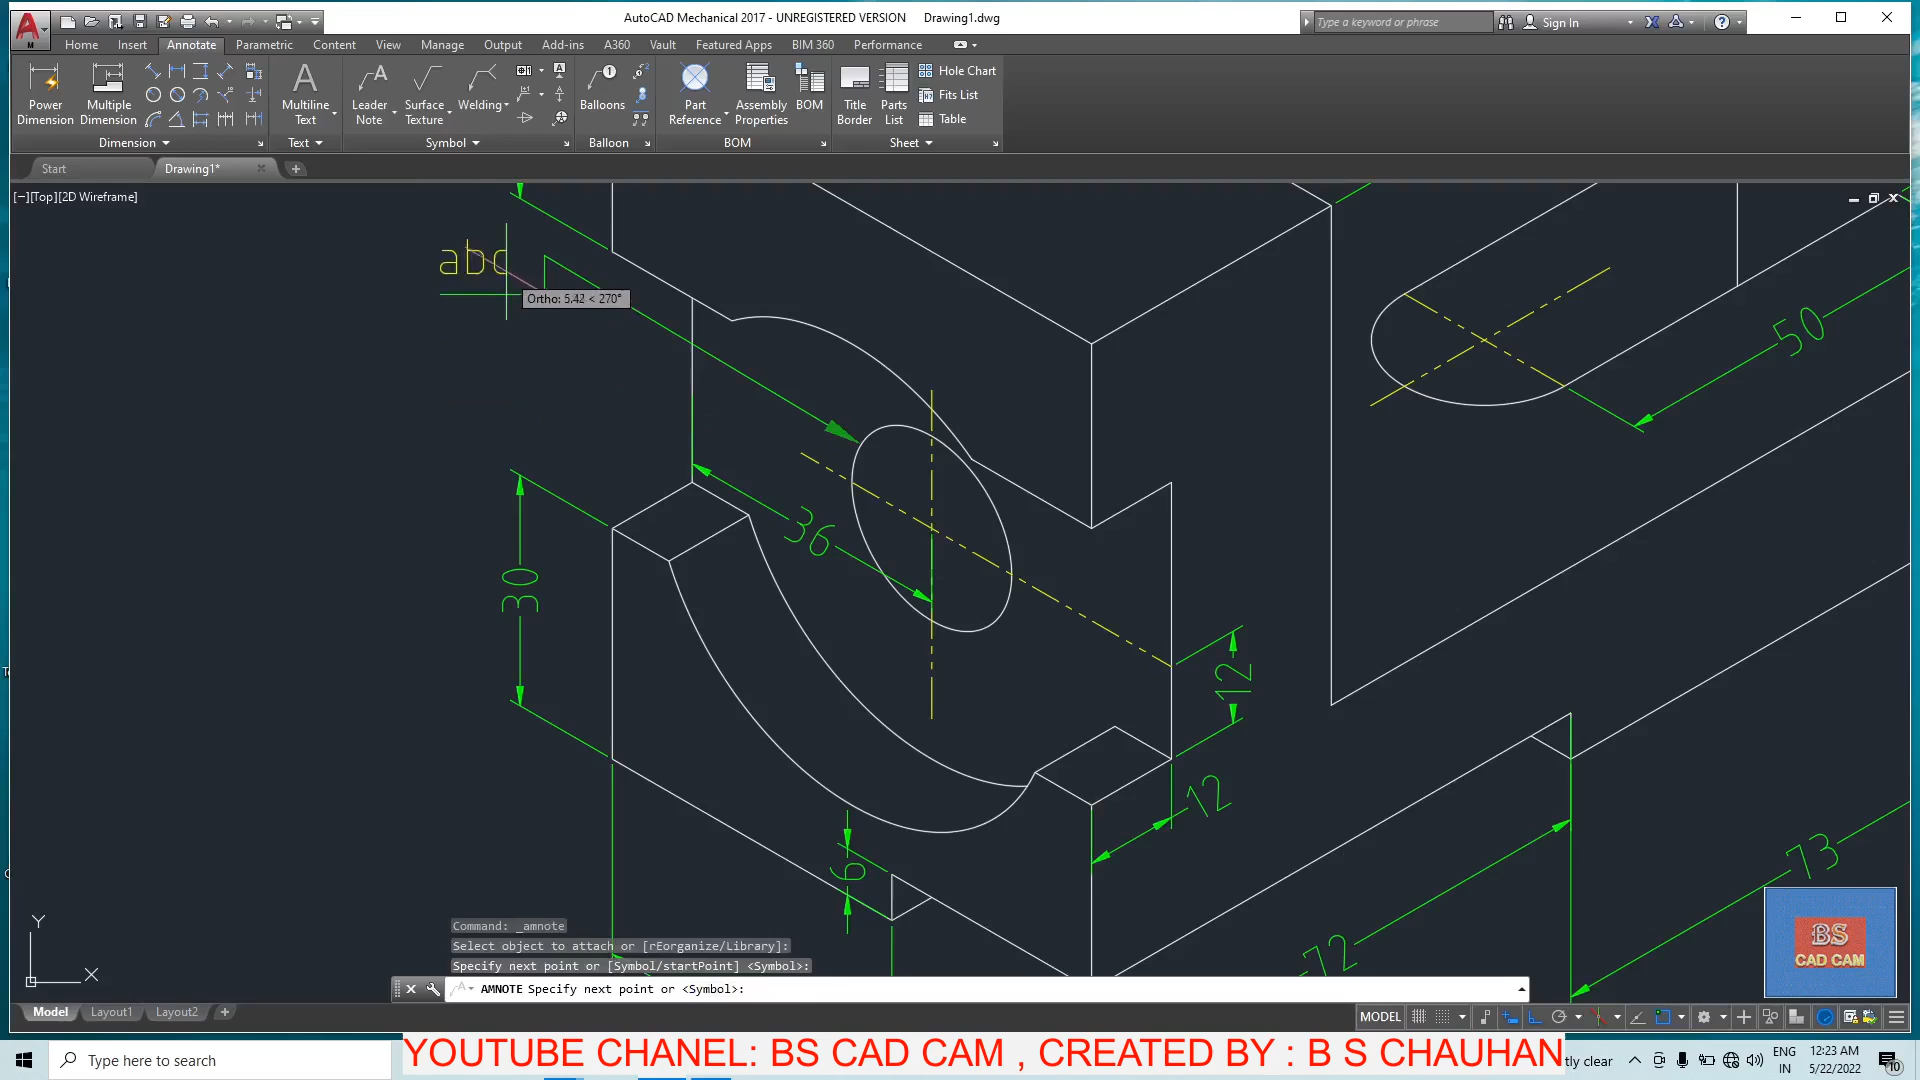 AutoCAD Mechanical 2017 - UNREGISTERED VERSION Drawing1.dwg
Type a keyword or phrase
Sign In
Home Insert Annotate Parametric Content View Manage Output Add-ins A360 Vault Featured Apps BIM 360 Performance
Power Dimension
Multiple Dimension
Multiline Text
Leader Note
Surface Texture
Welding
Balloons
Part Reference
Assembly Properties
BOM
Title Border
Parts List
Hole Chart
Fits List
Table
Dimension Text Symbol Balloon BOM Sheet
Start Drawing1*
[−][Top][2D Wireframe]
abc
Ortho: 5.42 < 270°
50
36
30
12
12
6
73
72
Y
X
BS
CAD CAM
Command: _amnote
Select object to attach or [rEorganize/Library]:
Specify next point or [Symbol/startPoint] <Symbol>:
AMNOTE Specify next point or <Symbol>:
Model Layout1 Layout2
MODEL
Type here to search
YOUTUBE CHANEL: BS CAD CAM , CREATED BY : B S CHAUHAN
clear
ENG
IN
12:23 AM
5/22/2022
10